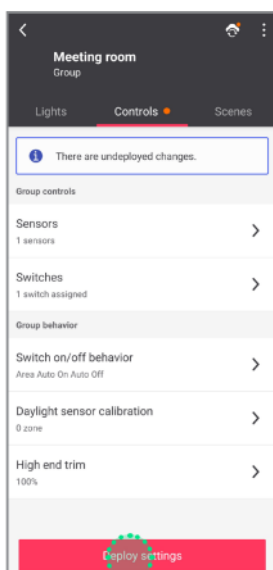 Meeting room
Group
Lights Controls Scenes
There are undeployed changes.
Group controls
Sensors
1 sensors
Switches
1 switch assigned
Group behavior
Switch on/off behavior
Area Auto On Auto Off
Daylight sensor calibration
0 zone
High end trim
100%
Deploy settings